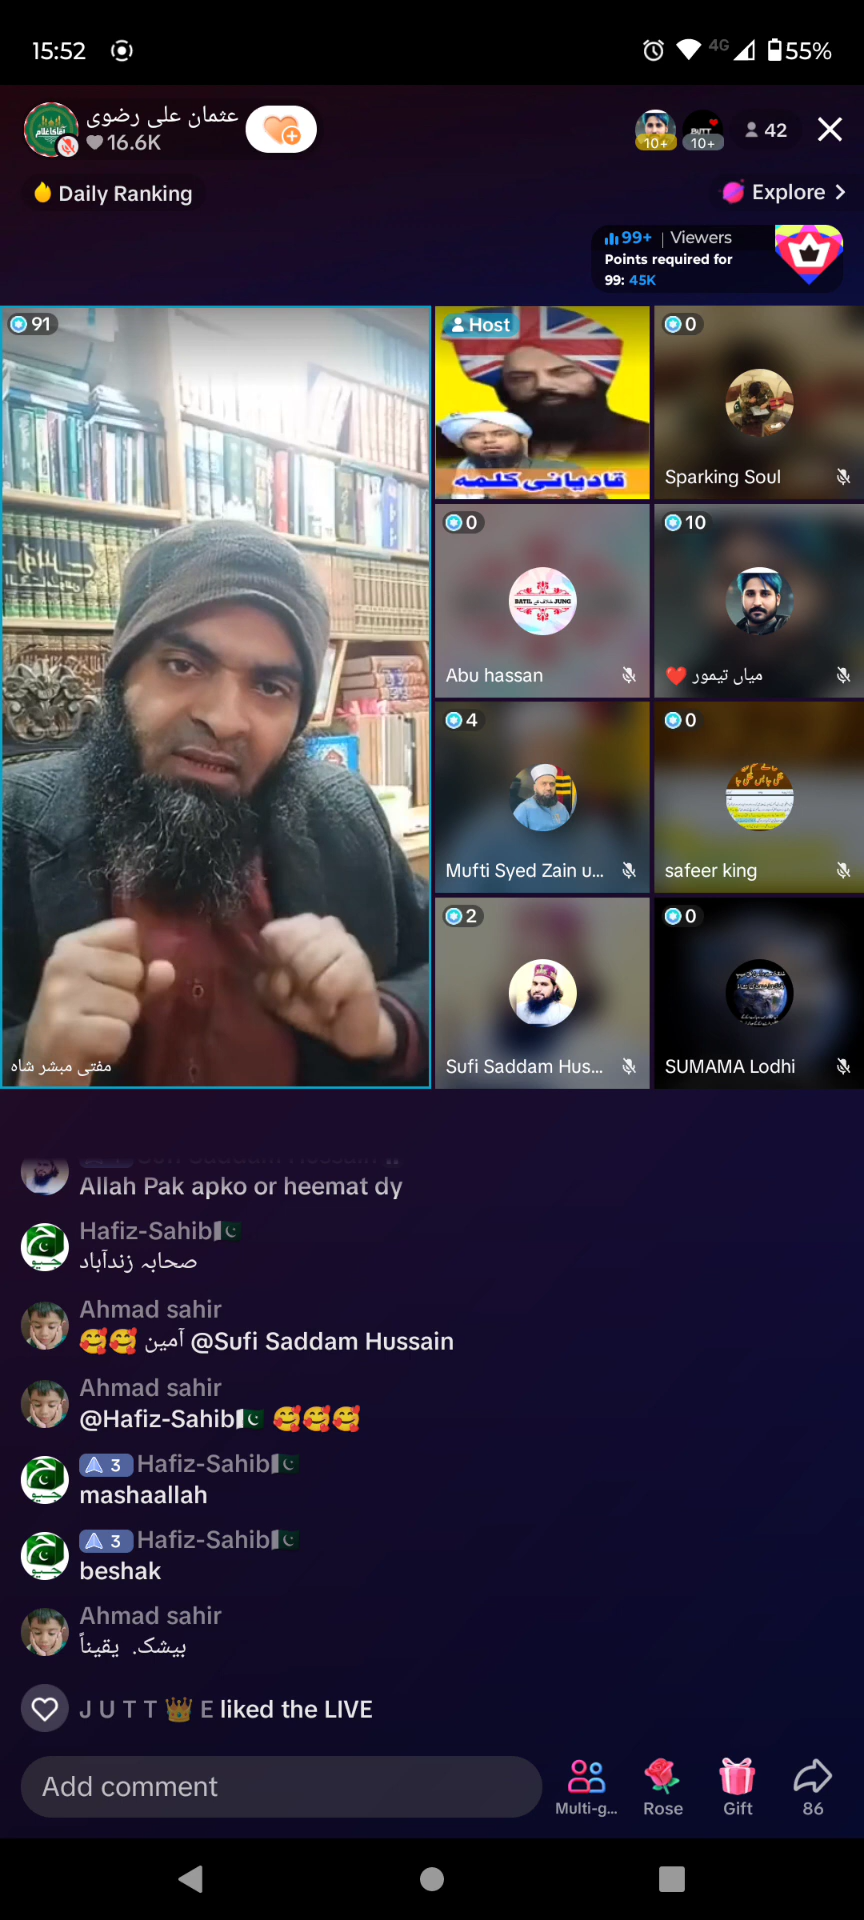 15:52
4G
55%
عثمان علی رضوی
16.6K
10+
10+
42
Daily Ranking
Explore
99+ | Viewers
Points required for
99: 45K
91
مفتی مبشر شاہ
Host
قادیانی کلمہ
0
Sparking Soul
0
BATIL کے خلاف JUNG
Abu hassan
10
❤️ میاں تیمور
4
Mufti Syed Zain u...
0
safeer king
2
Sufi Saddam Hus...
0
SUMAMA Lodhi
Allah Pak apko or heemat dy
Hafiz-Sahib🇵🇰
صحابہ زندآباد
Ahmad sahir
🥰🥰 آمین @Sufi Saddam Hussain
Ahmad sahir
@Hafiz-Sahib🇵🇰 🥰🥰🥰
3 Hafiz-Sahib🇵🇰
mashaallah
3 Hafiz-Sahib🇵🇰
beshak
Ahmad sahir
بیشک. یقیناً
J U T T 👑 E liked the LIVE
Add comment
Multi-g...
Rose
Gift
86